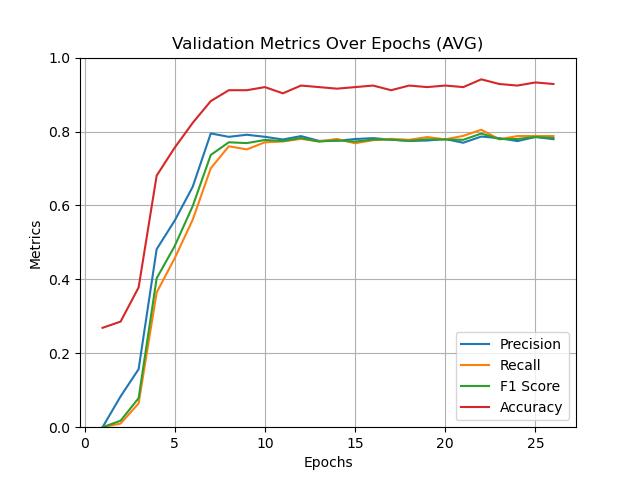 Validation Metrics Over Epochs (AVG)
1.0
0.8
0.6
0.4
0.2
0.0
Metrics
0
5
10
15
20
25
Epochs
Precision
Recall
F1 Score
Accuracy